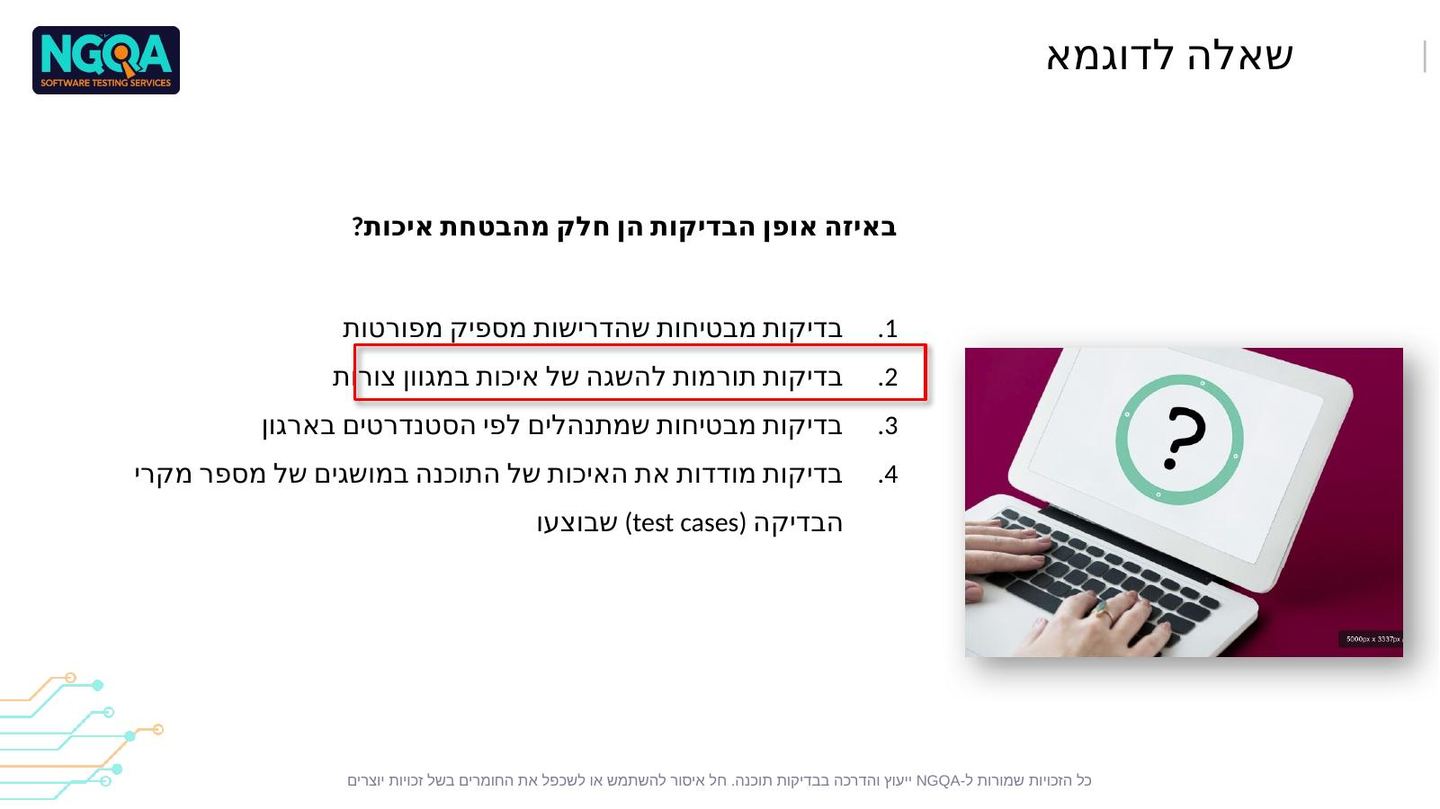 NGQA
SOFTWARE TESTING SERVICES
שאלה לדוגמא
באיזה אופן הבדיקות הן חלק מהבטחת איכות?
1. בדיקות מבטיחות שהדרישות מספיק מפורטות
2. בדיקות תורמות להשגה של איכות במגוון צורות
3. בדיקות מבטיחות שמתנהלים לפי הסטנדרטים בארגון
4. בדיקות מודדות את האיכות של התוכנה במושגים של מספר מקרי
הבדיקה (test cases) שבוצעו
?
5000px x 3337px
כל הזכויות שמורות ל-NGQA ייעוץ והדרכה בבדיקות תוכנה. חל איסור להשתמש או לשכפל את החומרים בשל זכויות יוצרים